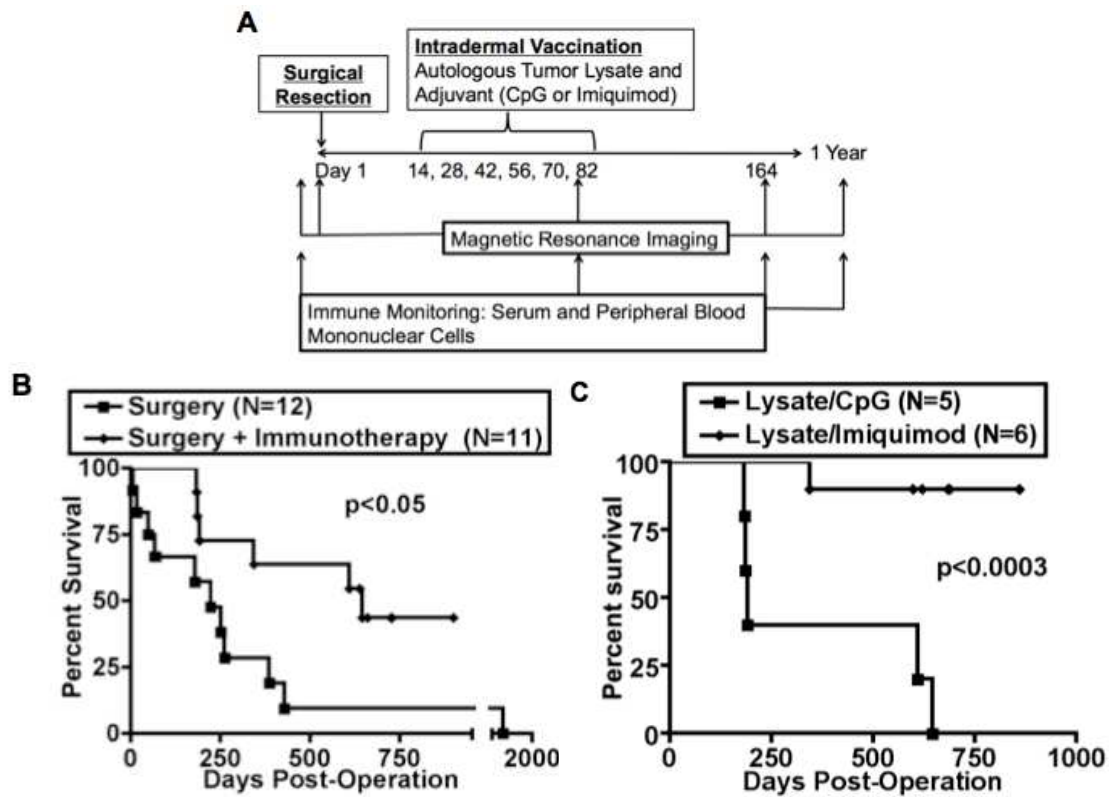 A
Surgical
Resection
Intradermal Vaccination
Autologous Tumor Lysate and
Adjuvant (CpG or Imiquimod)
1 Year
Day 1
14, 28, 42, 56, 70, 82
164
Magnetic Resonance Imaging
Immune Monitoring: Serum and Peripheral Blood
Mononuclear Cells
B
Surgery (N=12)
Surgery + Immunotherapy (N=11)
p<0.05
Percent Survival
100
75
50
25
0
0 250 500 750 2000
Days Post-Operation
C
Lysate/CpG (N=5)
Lysate/Imiquimod (N=6)
p<0.0003
Percent survival
100
75
50
25
0
0 250 500 750 1000
Days Post-Operation